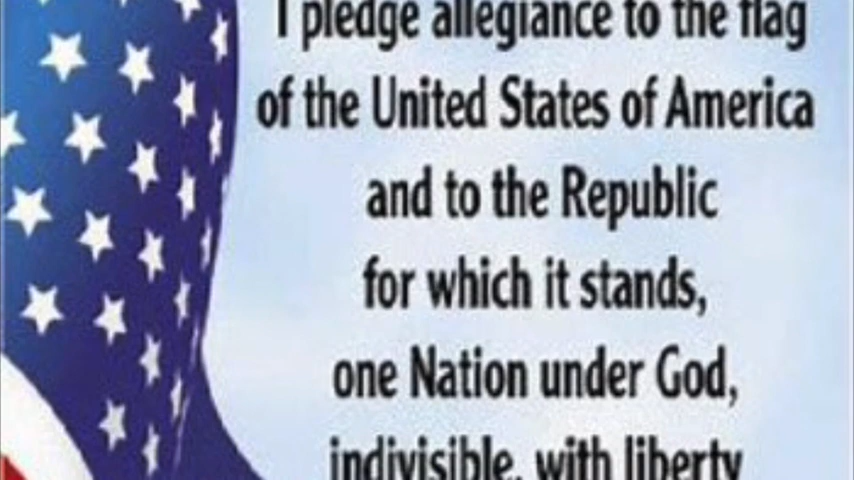 I pledge allegiance to the flag
of the United States of America
and to the Republic
for which it stands,
one Nation under God,
indivisible, with liberty